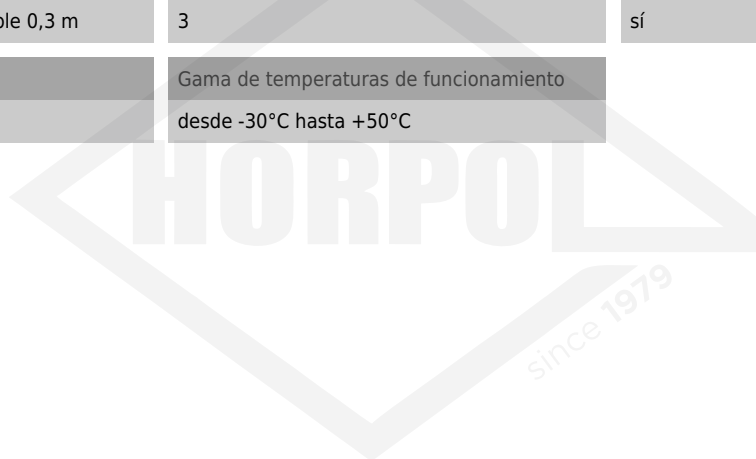 ble 0,3 m 3 sí
Gama de temperaturas de funcionamiento
desde -30°C hasta +50°C
HORPOL
since 1979